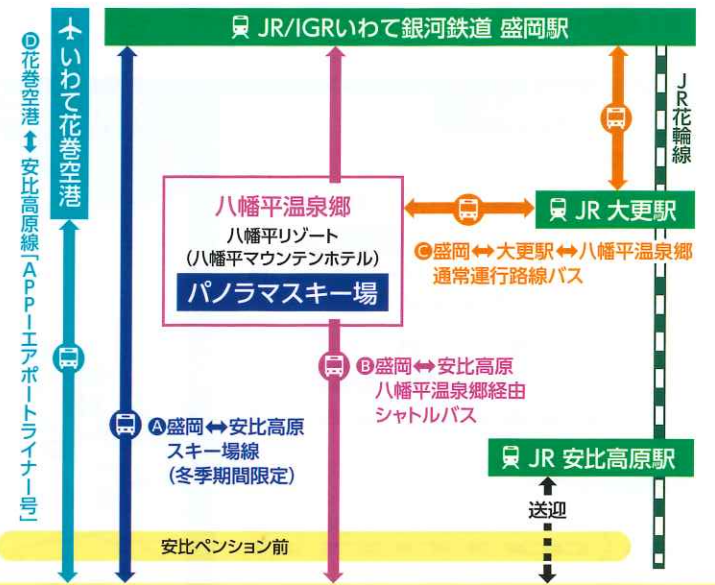 JR/IGRいわて銀河鉄道 盛岡駅
いわて花巻空港
Ⓓ花巻空港↕安比高原線「APPIエアポートライナー号」
JR花輪線
八幡平温泉郷
八幡平リゾート
(八幡平マウンテンホテル)
パノラマスキー場
JR 大更駅
Ⓒ盛岡↔大更駅↔八幡平温泉郷
通常運行路線バス
Ⓑ盛岡↔安比高原
八幡平温泉郷経由
シャトルバス
Ⓐ盛岡↔安比高原
スキー場線
(冬季期間限定)
JR 安比高原駅
送迎
安比ペンション前